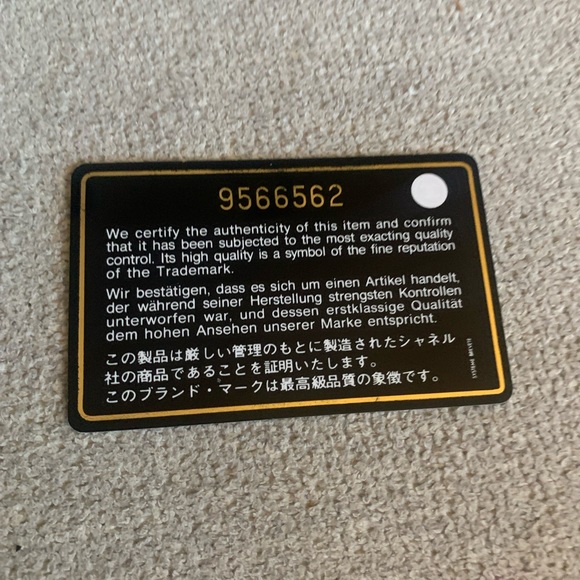 9566562
We certify the authenticity of this item and confirm
that it has been subjected to the most exacting quality
control. Its high quality is a symbol of the fine reputation
of the Trademark.
Wir bestätigen, dass es sich um einen Artikel handelt,
der während seiner Herstellung strengsten Kontrollen
unterworfen war, und dessen erstklassige Qualität
dem hohen Ansehen unserer Marke entspricht.
この製品は厳しい管理のもとに製造されたシャネル
社の商品であることを証明いたします。
このブランド・マークは最高級品質の象徴です。